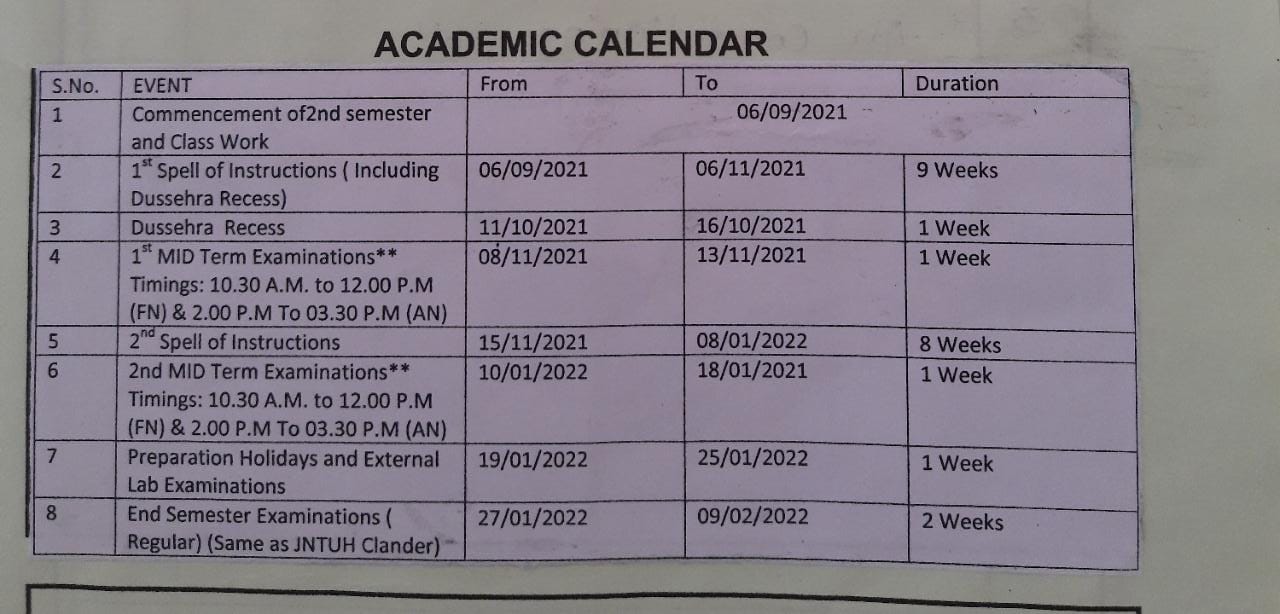 ACADEMIC CALENDAR
S.No. EVENT From To Duration
1 Commencement of2nd semester 06/09/2021
and Class Work
2 1st Spell of Instructions ( Including 06/09/2021 06/11/2021 9 Weeks
Dussehra Recess)
3 Dussehra Recess 11/10/2021 16/10/2021 1 Week
4 1st MID Term Examinations** 08/11/2021 13/11/2021 1 Week
Timings: 10.30 A.M. to 12.00 P.M
(FN) & 2.00 P.M To 03.30 P.M (AN)
5 2nd Spell of Instructions 15/11/2021 08/01/2022 8 Weeks
6 2nd MID Term Examinations** 10/01/2022 18/01/2021 1 Week
Timings: 10.30 A.M. to 12.00 P.M
(FN) & 2.00 P.M To 03.30 P.M (AN)
7 Preparation Holidays and External 19/01/2022 25/01/2022 1 Week
Lab Examinations
8 End Semester Examinations ( 27/01/2022 09/02/2022 2 Weeks
Regular) (Same as JNTUH Clander)